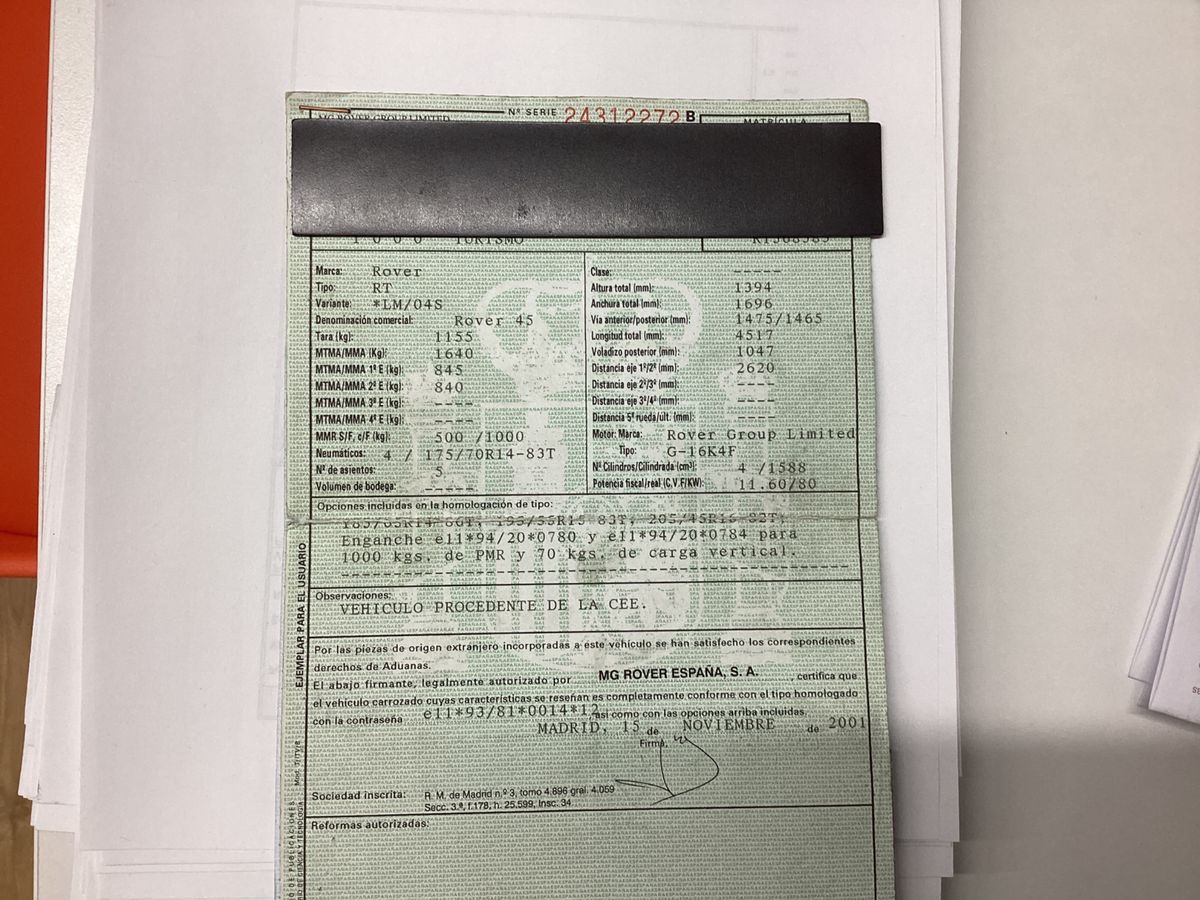 Nº SERIE 24312272 B
MG ROVER GROUP LIMITED MATRÍCULA
TURISMO
Marca: Rover
Tipo: RT
Variante: *LM/04S
Denominación comercial: Rover 45
Tara (kg): 1155
MTMA/MMA (Kg): 1640
MTMA/MMA 1º E (kg): 845
MTMA/MMA 2º E (kg): 840
MTMA/MMA 3º E (kg): ----
MTMA/MMA 4º E (kg): ----
MMR S/F, c/F (kg): 500 /1000
Neumáticos: 4 / 175/70R14-83T
Nº de asientos: 5
Volumen de bodega: -----
Clase: -----
Altura total (mm): 1394
Anchura total (mm): 1696
Vía anterior/posterior (mm): 1475/1465
Longitud total (mm): 4517
Voladizo posterior (mm): 1047
Distancia eje 1º/2º (mm): 2620
Distancia eje 2º/3º (mm): ----
Distancia eje 3º/4º (mm): ----
Distancia 5ª rueda/últ. (mm): ----
Motor: Marca: Rover Group Limited
Tipo: G-16K4F
Nº Cilindros/Cilindrada (cm³): 4 /1588
Potencia fiscal/real (C.V.F/KW): 11.60/80
Opciones incluidas en la homologación de tipo:
195/55R15 205/45R16
Enganche e11*94/20*0780 y e11*94/20*0784 para
1000 kgs. de PMR y 70 kgs. de carga vertical.
Observaciones:
VEHICULO PROCEDENTE DE LA CEE.
Por las piezas de origen extranjero incorporadas a este vehículo se han satisfecho los correspondientes
derechos de Aduanas.
El abajo firmante, legalmente autorizado por MG ROVER ESPAÑA, S. A. , certifica que
el vehículo carrozado cuyas características se reseñan es completamente conforme con el tipo homologado
con la contraseña e11*93/81*0014*12 así como con las opciones arriba incluidas.
MADRID, 15 de NOVIEMBRE de 2001
Firma,
Sociedad inscrita: R. M. de Madrid n.º 3, tomo 4.896 gral. 4.059
Secc. 3.ª, f.178, h. 25.599, Insc. 34
Reformas autorizadas:
EJEMPLAR PARA EL USUARIO